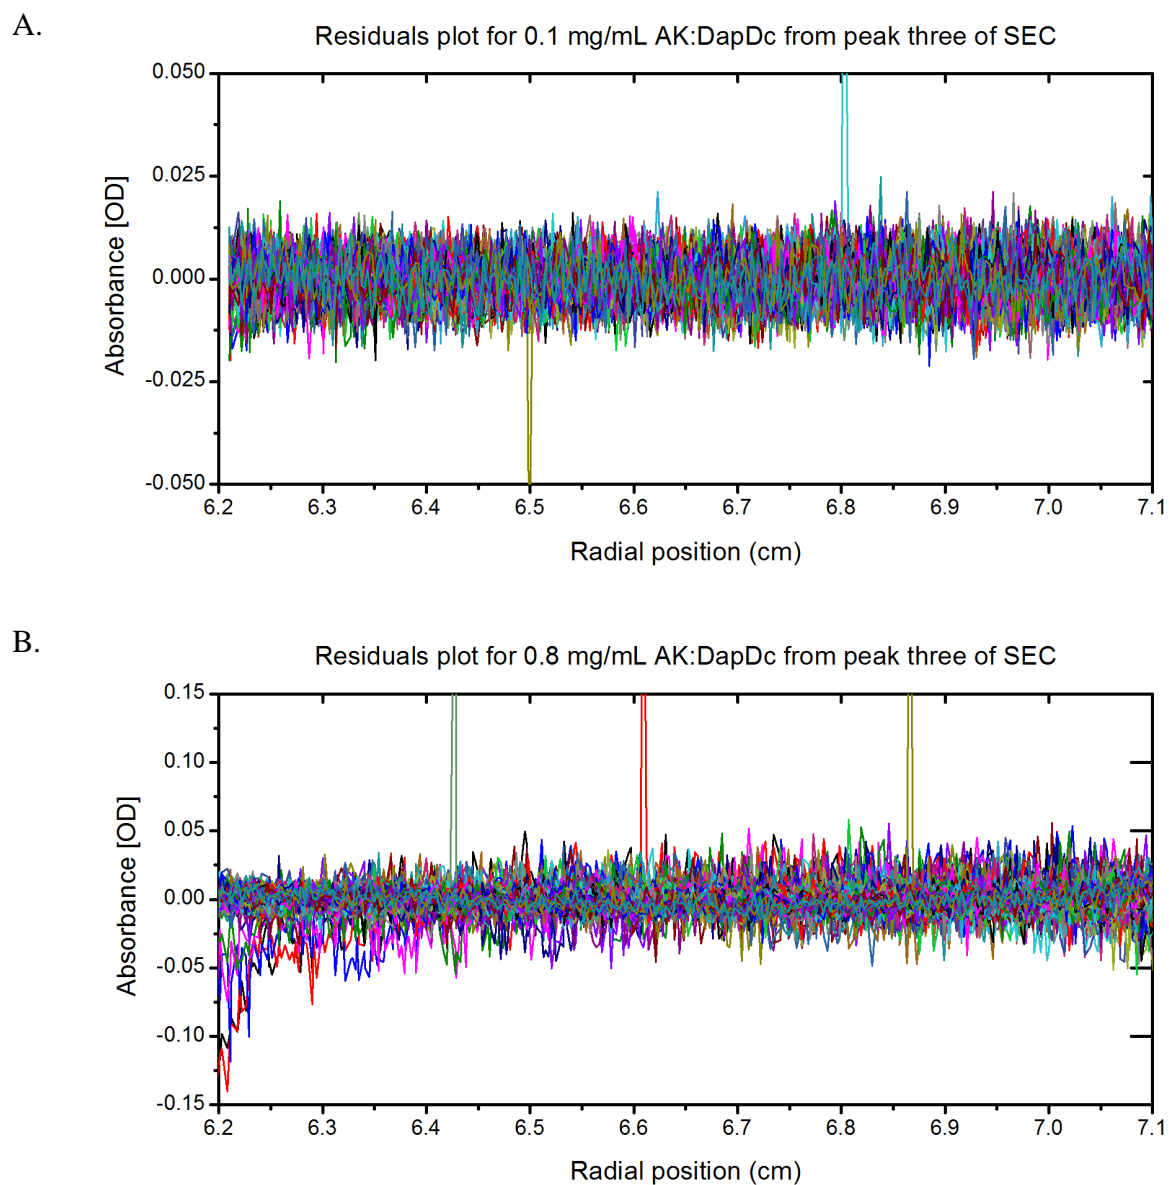 A.
Residuals plot for 0.1 mg/mL AK:DapDc from peak three of SEC
0.050
0.025
0.000
-0.025
-0.050
Absorbance [OD]
6.2 6.3 6.4 6.5 6.6 6.7 6.8 6.9 7.0 7.1
Radial position (cm)
B.
Residuals plot for 0.8 mg/mL AK:DapDc from peak three of SEC
0.15
0.10
0.05
0.00
-0.05
-0.10
-0.15
Absorbance [OD]
6.2 6.3 6.4 6.5 6.6 6.7 6.8 6.9 7.0 7.1
Radial position (cm)